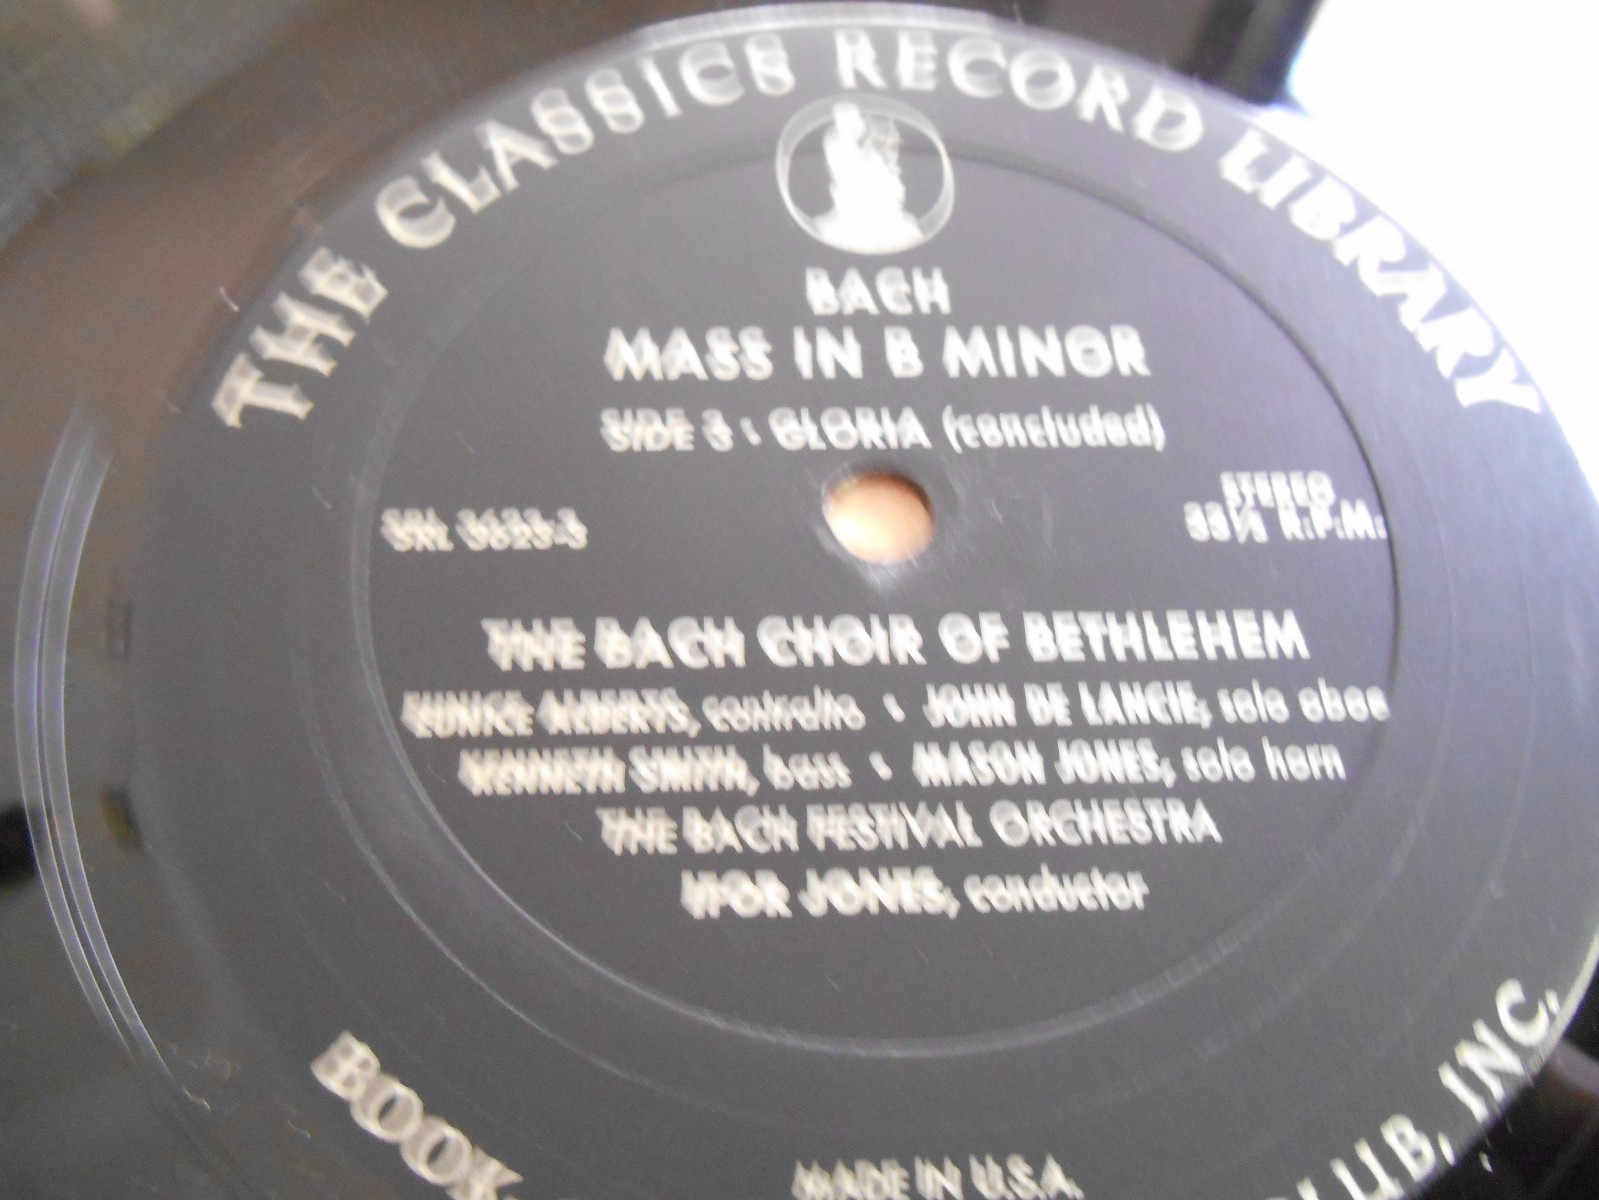 THE CLASSICS RECORD LIBRARY
BACH
MASS IN B MINOR
SIDE 3 : GLORIA (concluded)
SRL 3623-3
STEREO
33⅓ R.P.M.
THE BACH CHOIR OF BETHLEHEM
EUNICE ALBERTS, contralto : JOHN DE LANCIE, solo oboe
KENNETH SMITH, bass : MASON JONES, solo horn
THE BACH FESTIVAL ORCHESTRA
IFOR JONES, conductor
MADE IN U.S.A.
BOOK
CLUB, INC.